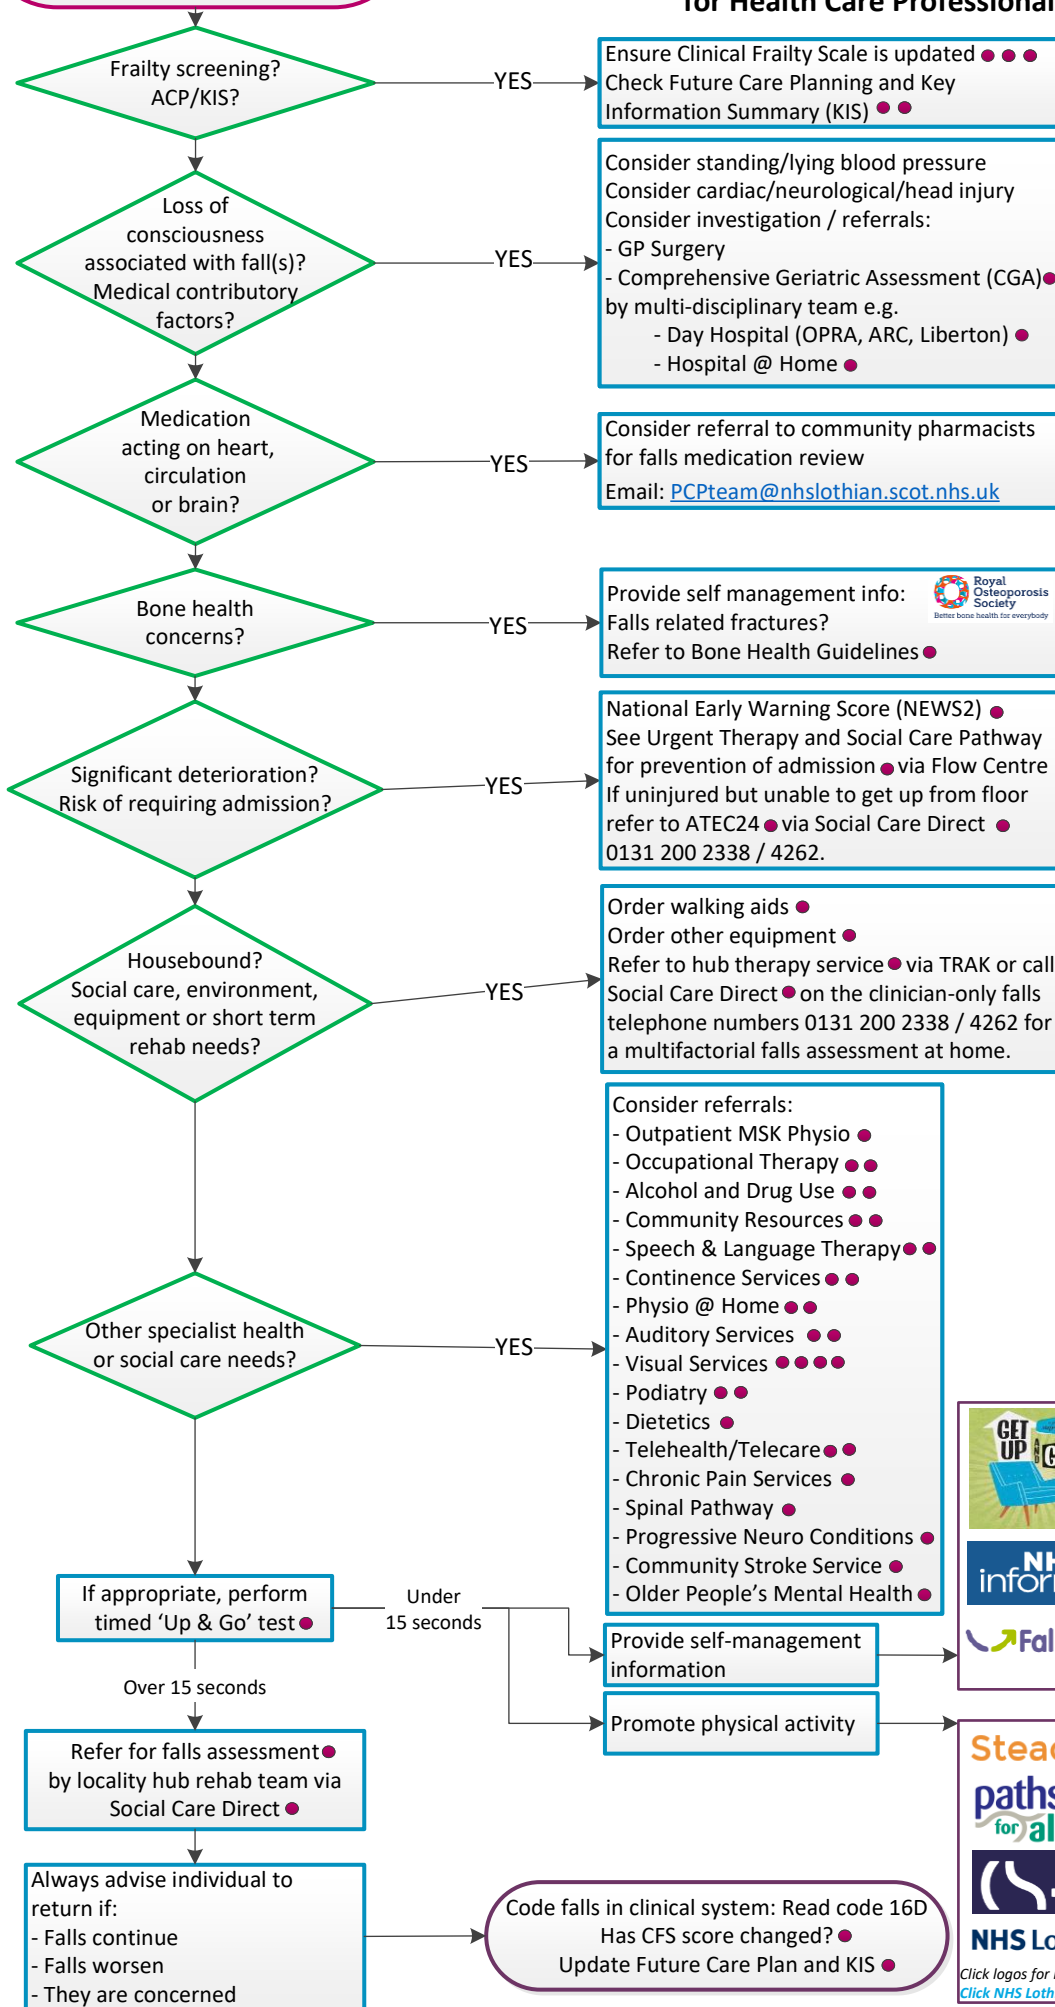 for Health Care Professional
Frailty screening?
ACP/KIS?
YES
Ensure Clinical Frailty Scale is updated
Check Future Care Planning and Key
Information Summary (KIS)
Loss of
consciousness
associated with fall(s)?
Medical contributory
factors?
YES
Consider standing/lying blood pressure
Consider cardiac/neurological/head injury
Consider investigation / referrals:
- GP Surgery
- Comprehensive Geriatric Assessment (CGA)
by multi-disciplinary team e.g.
- Day Hospital (OPRA, ARC, Liberton)
- Hospital @ Home
Medication
acting on heart,
circulation
or brain?
YES
Consider referral to community pharmacists
for falls medication review
Email: PCPteam@nhslothian.scot.nhs.uk
Bone health
concerns?
YES
Provide self management info:
Falls related fractures?
Refer to Bone Health Guidelines
Royal
Osteoporosis
Society
Better bone health for everybody
Significant deterioration?
Risk of requiring admission?
YES
National Early Warning Score (NEWS2)
See Urgent Therapy and Social Care Pathway
for prevention of admission via Flow Centre
If uninjured but unable to get up from floor
refer to ATEC24 via Social Care Direct
0131 200 2338 / 4262.
Housebound?
Social care, environment,
equipment or short term
rehab needs?
YES
Order walking aids
Order other equipment
Refer to hub therapy service via TRAK or call
Social Care Direct on the clinician-only falls
telephone numbers 0131 200 2338 / 4262 for
a multifactorial falls assessment at home.
Other specialist health
or social care needs?
YES
Consider referrals:
- Outpatient MSK Physio
- Occupational Therapy
- Alcohol and Drug Use
- Community Resources
- Speech & Language Therapy
- Continence Services
- Physio @ Home
- Auditory Services
- Visual Services
- Podiatry
- Dietetics
- Telehealth/Telecare
- Chronic Pain Services
- Spinal Pathway
- Progressive Neuro Conditions
- Community Stroke Service
- Older People's Mental Health
If appropriate, perform
timed 'Up & Go' test
Under
15 seconds
Provide self-management
information
Promote physical activity
GET
UP AND
NH
infor
Fal
Over 15 seconds
Refer for falls assessment
by locality hub rehab team via
Social Care Direct
Stead
paths
for al
NHS Lo
Click logos for
Click NHS Loth
Always advise individual to
return if:
- Falls continue
- Falls worsen
- They are concerned
Code falls in clinical system: Read code 16D
Has CFS score changed?
Update Future Care Plan and KIS